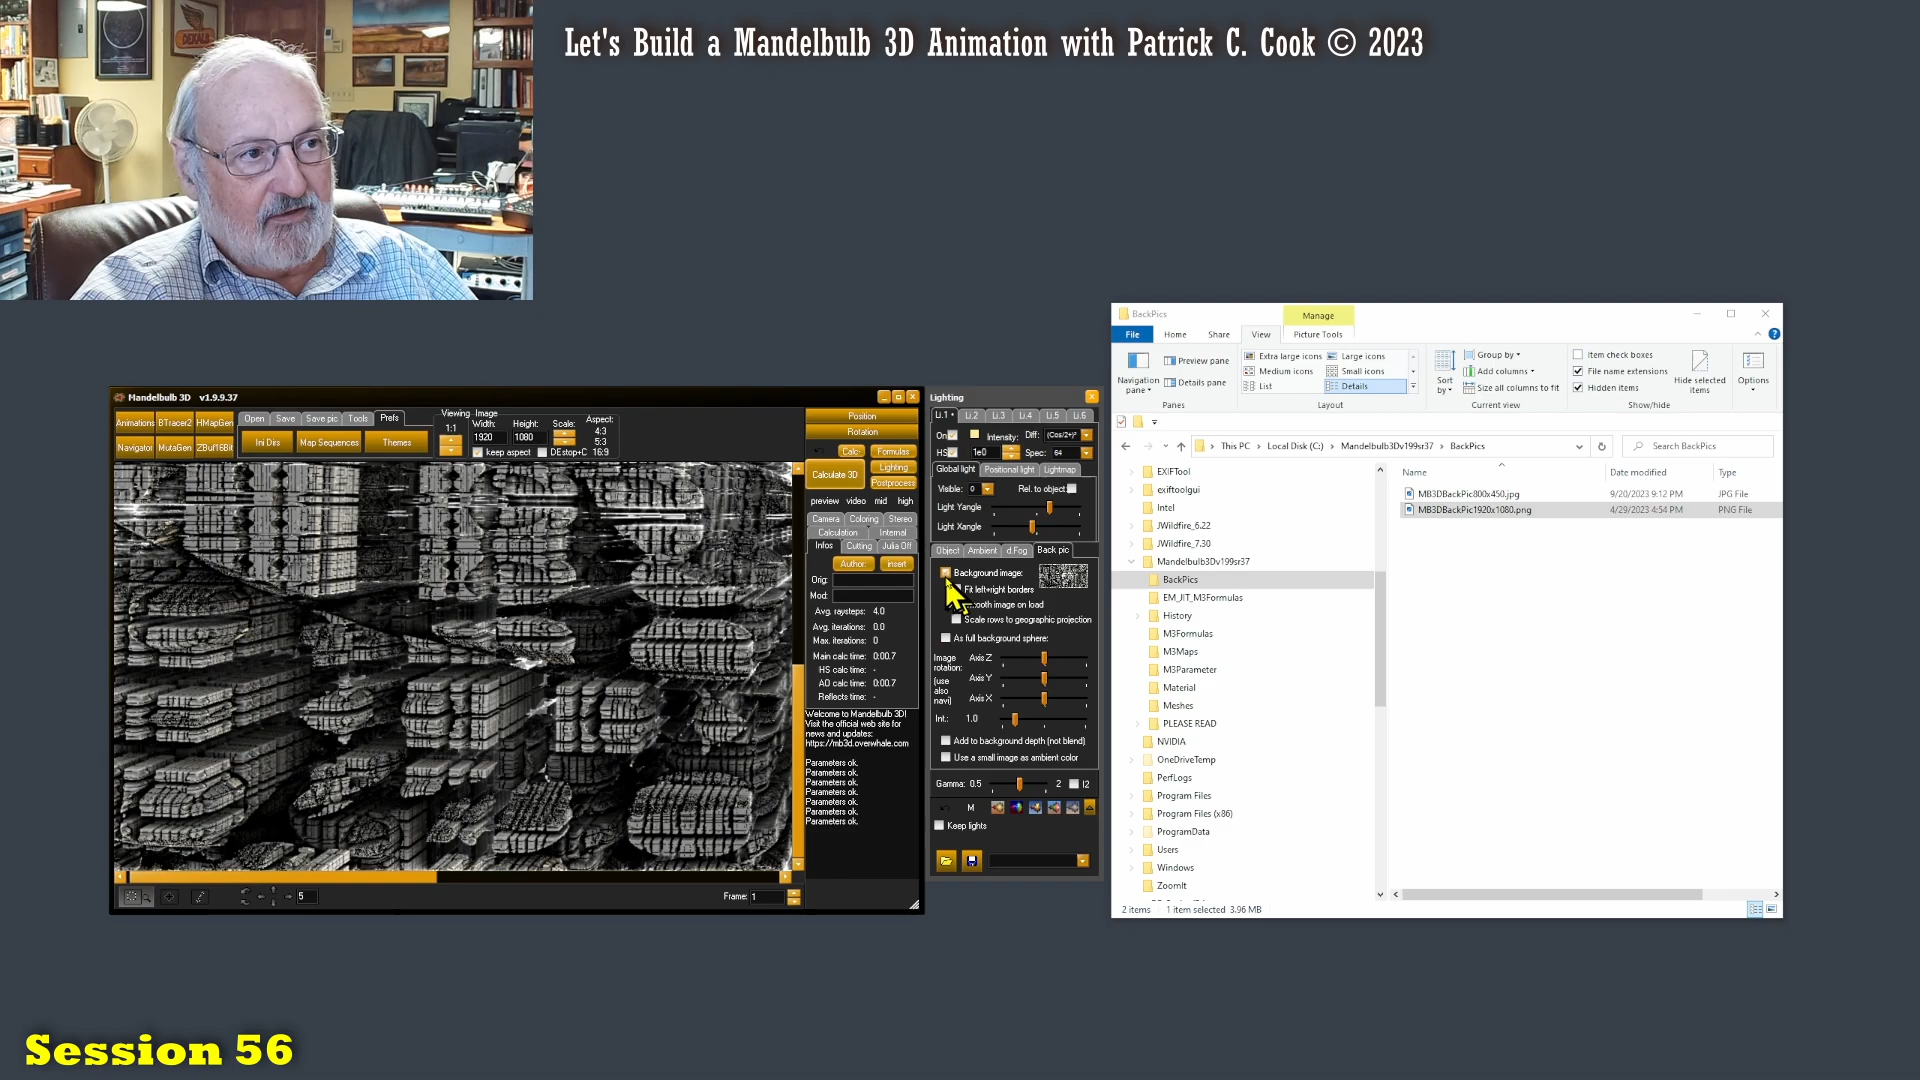 Let's Build a Mandelbulb 3D Animation with Patrick C. Cook © 2023
DEKALB
Mandelbulb 3D v1.9.9.37
Animations BTracer2 HMapGen
Navigator MutaGen ZBuf16Bit
Open Save Save pic Tools Prefs
Ini Dirs Map Sequences Themes
Viewing Image
1:1 Width: Height: Scale: Aspect:
1920 1080 4:3
5:3
keep aspect DEstop+C 16:9
Position
Rotation
Calc Formulas
Calculate 3D Lighting
Postprocess
preview video mid high
Camera Coloring Stereo
Calculation Internal
Infos Cutting Julia Off
Author: insert
Orig:
Mod:
Avg. raysteps: 4.0
Avg. iterations: 0.0
Max. iterations: 0
Main calc time: 0:00.7
HS calc time: -
AO calc time: 0:00.7
Reflects time: -
Welcome to Mandelbulb 3D!
Visit the official web site for
news and updates:
https://mb3d.overwhale.com
Parameters ok.
Parameters ok.
Parameters ok.
Parameters ok.
Parameters ok.
Parameters ok.
Parameters ok.
5
Frame: 1
Lighting
Li.1 Li.2 Li.3 Li.4 Li.5 Li.6
On Intensity: Diff: (Cos/2+)²
HS 1e0 Spec: 64
Global light Positional light Lightmap
Visible: 0 Rel. to object:
Light Yangle
Light Xangle
Object Ambient d.Fog Back pic
Background image:
Fit left+right borders
ooth image on load
Scale rows to geographic projection
As full background sphere:
Image
rotation:
(use
also
navi)
Axis Z
Axis Y
Axis X
Int.: 1.0
Add to background depth (not blend)
Use a small image as ambient color
Gamma: 0.5 2 I2
M
Keep lights
BackPics
Manage
File Home Share View Picture Tools
Navigation pane
Preview pane
Details pane
Panes
Extra large icons Large icons
Medium icons Small icons
List Details
Layout
Sort by
Group by
Add columns
Size all columns to fit
Current view
Item check boxes
File name extensions
Hidden items
Hide selected items
Show/hide
Options
This PC > Local Disk (C:) > Mandelbulb3Dv199sr37 > BackPics
Search BackPics
EXIFTool
exiftoolgui
Intel
JWildfire_6.22
JWildfire_7.30
Mandelbulb3Dv199sr37
BackPics
EM_JIT_M3Formulas
History
M3Formulas
M3Maps
M3Parameter
Material
Meshes
PLEASE READ
NVIDIA
OneDriveTemp
PerfLogs
Program Files
Program Files (x86)
ProgramData
Users
Windows
ZoomIt
Name Date modified Type
MB3DBackPic800x450.jpg 9/20/2023 9:12 PM JPG File
MB3DBackPic1920x1080.png 4/29/2023 4:54 PM PNG File
2 items 1 item selected 3.96 MB
Session 56